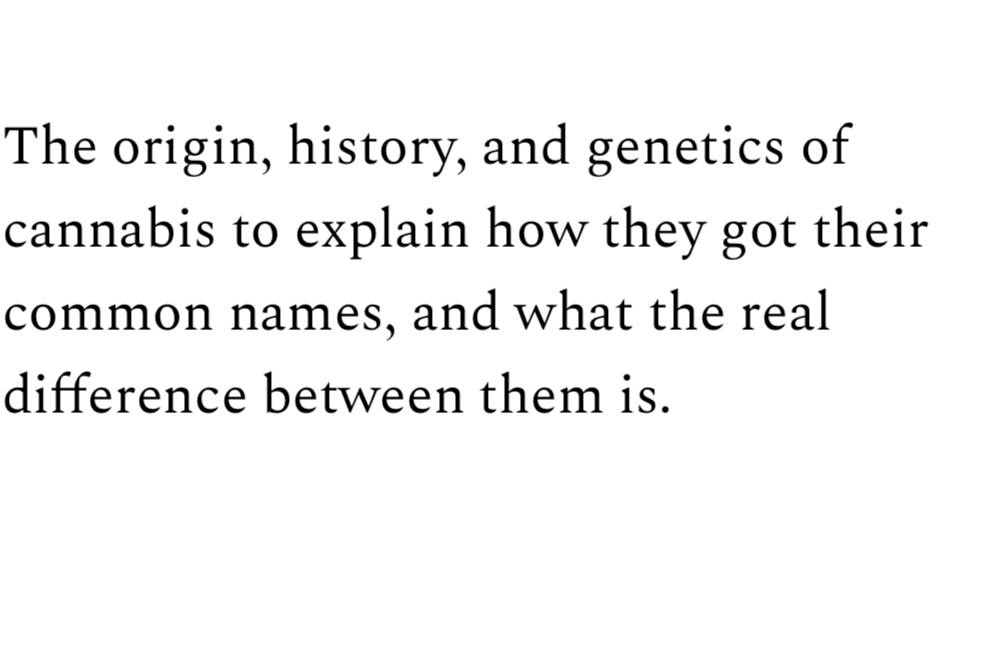 The origin, history, and genetics of
cannabis to explain how they got their
common names, and what the real
difference between them is.